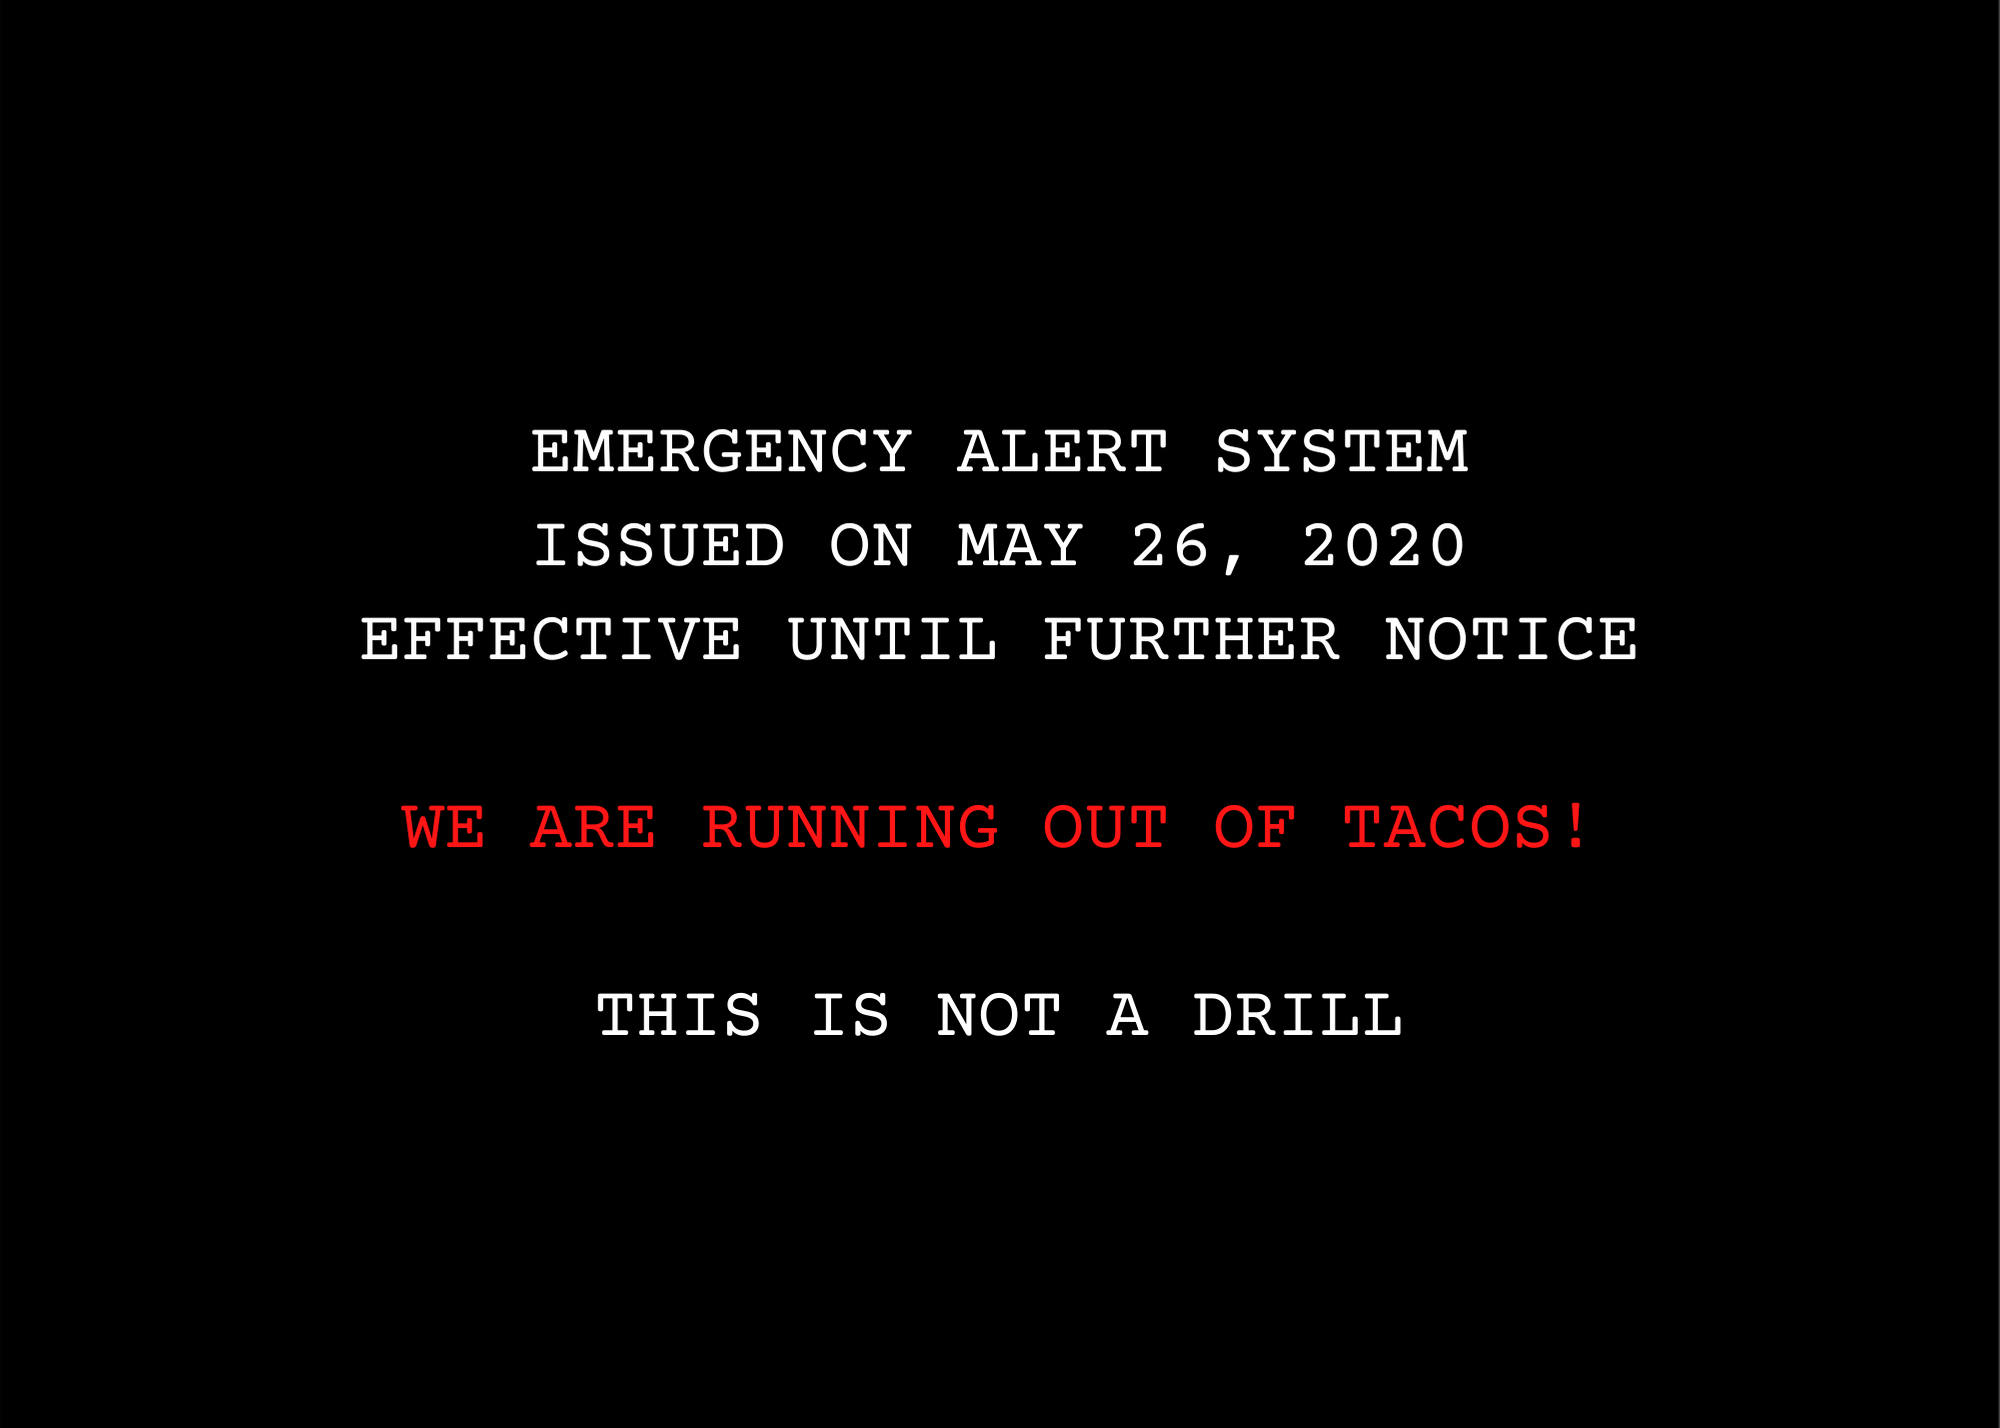 EMERGENCY ALERT SYSTEM
ISSUED ON MAY 26, 2020
EFFECTIVE UNTIL FURTHER NOTICE
WE ARE RUNNING OUT OF TACOS!
THIS IS NOT A DRILL